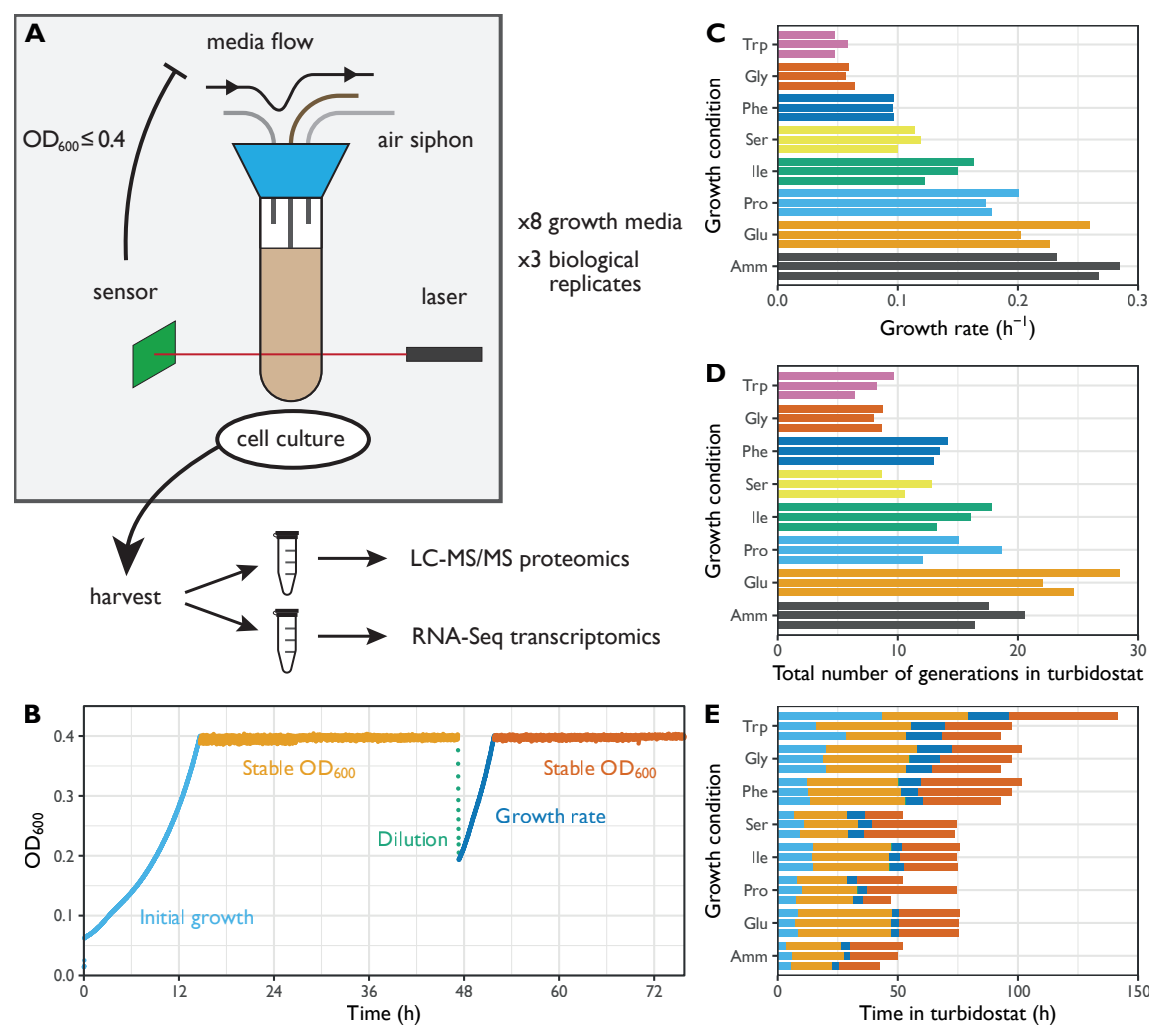 A
media flow
OD600 ≤ 0.4
air siphon
x8 growth media
x3 biological
replicates
sensor
laser
cell culture
harvest
LC-MS/MS proteomics
RNA-Seq transcriptomics
B
OD600
0.4
0.3
0.2
0.1
0.0
Stable OD600
Stable OD600
Growth rate
Dilution
Initial growth
0 12 24 36 48 60 72
Time (h)
C
Growth condition
Trp
Gly
Phe
Ser
Ile
Pro
Glu
Amm
0.0 0.1 0.2 0.3
Growth rate (h−1)
D
Growth condition
Trp
Gly
Phe
Ser
Ile
Pro
Glu
Amm
0 10 20 30
Total number of generations in turbidostat
E
Growth condition
Trp
Gly
Phe
Ser
Ile
Pro
Glu
Amm
0 50 100 150
Time in turbidostat (h)